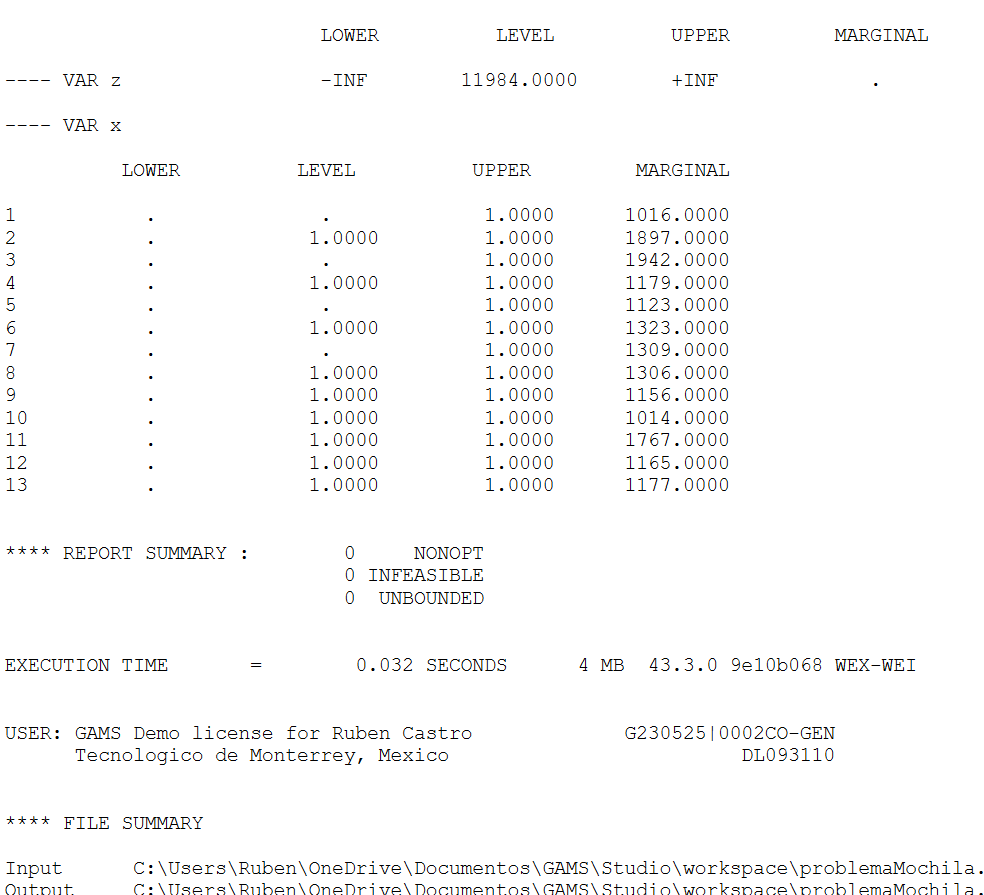 LOWER LEVEL UPPER MARGINAL
---- VAR z -INF 11984.0000 +INF .
---- VAR x
LOWER LEVEL UPPER MARGINAL
1 . . 1.0000 1016.0000
2 . 1.0000 1.0000 1897.0000
3 . . 1.0000 1942.0000
4 . 1.0000 1.0000 1179.0000
5 . . 1.0000 1123.0000
6 . 1.0000 1.0000 1323.0000
7 . . 1.0000 1309.0000
8 . 1.0000 1.0000 1306.0000
9 . 1.0000 1.0000 1156.0000
10 . 1.0000 1.0000 1014.0000
11 . 1.0000 1.0000 1767.0000
12 . 1.0000 1.0000 1165.0000
13 . 1.0000 1.0000 1177.0000
**** REPORT SUMMARY : 0 NONOPT
0 INFEASIBLE
0 UNBOUNDED
EXECUTION TIME = 0.032 SECONDS 4 MB 43.3.0 9e10b068 WEX-WEI
USER: GAMS Demo license for Ruben Castro G230525|0002CO-GEN
Tecnologico de Monterrey, Mexico DL093110
**** FILE SUMMARY
Input C:\Users\Ruben\OneDrive\Documentos\GAMS\Studio\workspace\problemaMochila.
Output C:\Users\Ruben\OneDrive\Documentos\GAMS\Studio\workspace\problemaMochila.